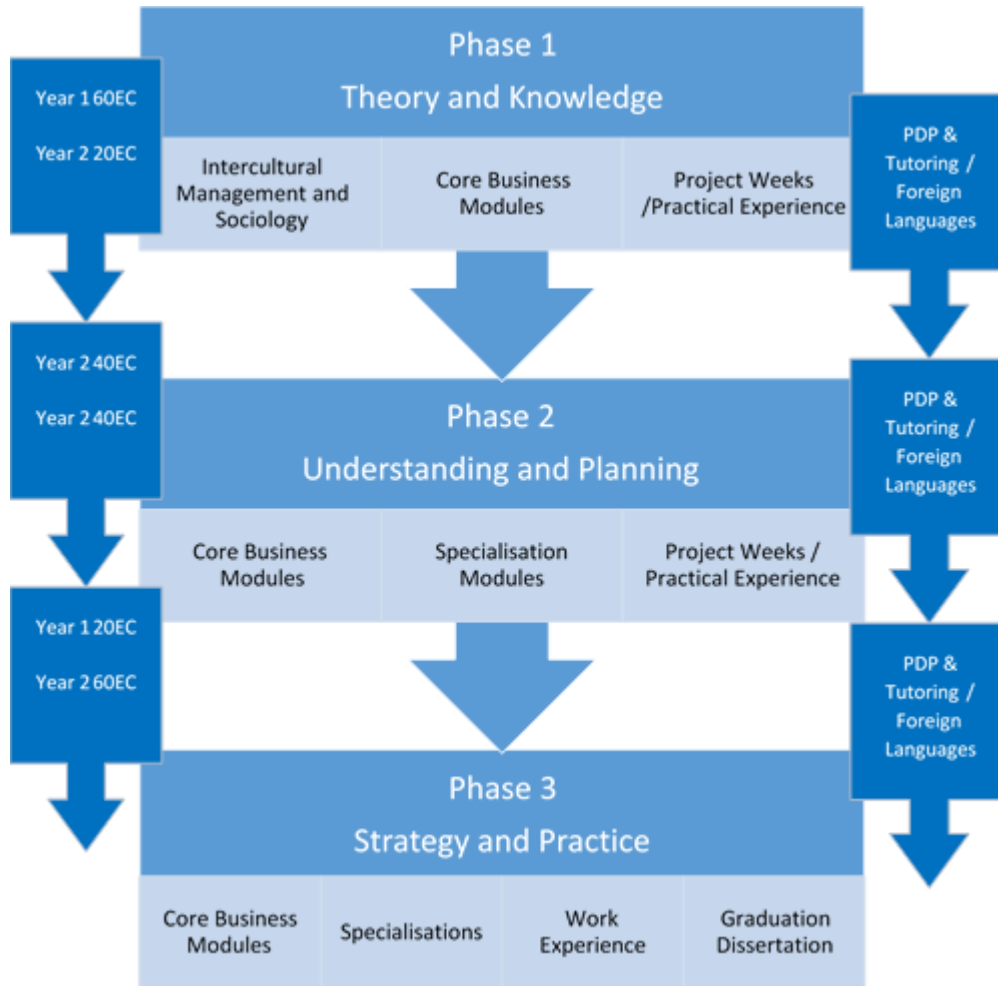 Phase 1
Theory and Knowledge
Year 1 60EC
Year 2 20EC
PDP &
Tutoring /
Foreign
Languages
Intercultural
Management and
Sociology
Core Business
Modules
Project Weeks
/Practical Experience
Year 2 40EC
Year 2 40EC
Phase 2
Understanding and Planning
PDP &
Tutoring /
Foreign
Languages
Core Business
Modules
Specialisation
Modules
Project Weeks /
Practical Experience
Year 1 20EC
Year 2 60EC
PDP &
Tutoring /
Foreign
Languages
Phase 3
Strategy and Practice
Core Business
Modules
Specialisations
Work
Experience
Graduation
Dissertation